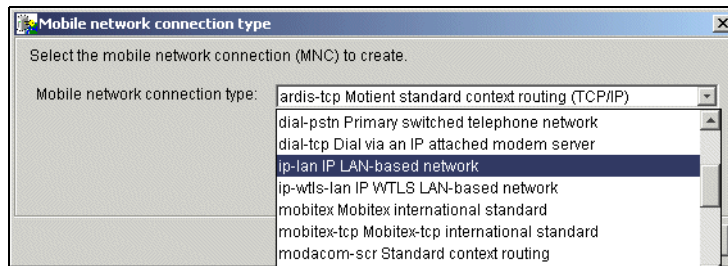 Mobile network connection type
Select the mobile network connection (MNC) to create.
Mobile network connection type: ardis-tcp Motient standard context routing (TCP/IP)
dial-pstn Primary switched telephone network
dial-tcp Dial via an IP attached modem server
ip-lan IP LAN-based network
ip-wtls-lan IP WTLS LAN-based network
mobitex Mobitex international standard
mobitex-tcp Mobitex-tcp international standard
modacom-scr Standard context routing